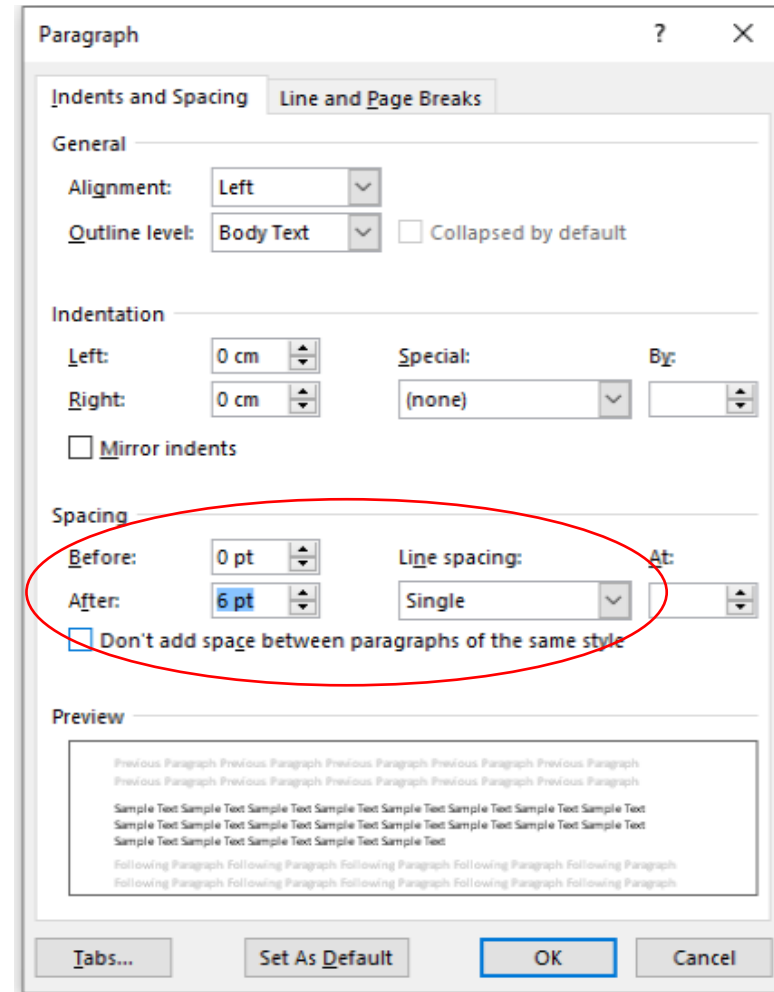 Paragraph ? ×
Indents and Spacing Line and Page Breaks
General
Alignment: Left
Outline level: Body Text Collapsed by default
Indentation
Left: 0 cm Special: By:
Right: 0 cm (none)
Mirror indents
Spacing
Before: 0 pt Line spacing: At:
After: 6 pt Single
Don't add space between paragraphs of the same style
Preview
Previous Paragraph Previous Paragraph Previous Paragraph Previous Paragraph Previous Paragraph
Previous Paragraph Previous Paragraph Previous Paragraph Previous Paragraph Previous Paragraph
Sample Text Sample Text Sample Text Sample Text Sample Text Sample Text Sample Text Sample Text
Sample Text Sample Text Sample Text Sample Text Sample Text Sample Text Sample Text Sample Text
Sample Text Sample Text Sample Text Sample Text Sample Text
Following Paragraph Following Paragraph Following Paragraph Following Paragraph Following Paragraph
Following Paragraph Following Paragraph Following Paragraph Following Paragraph Following Paragraph
Tabs... Set As Default OK Cancel